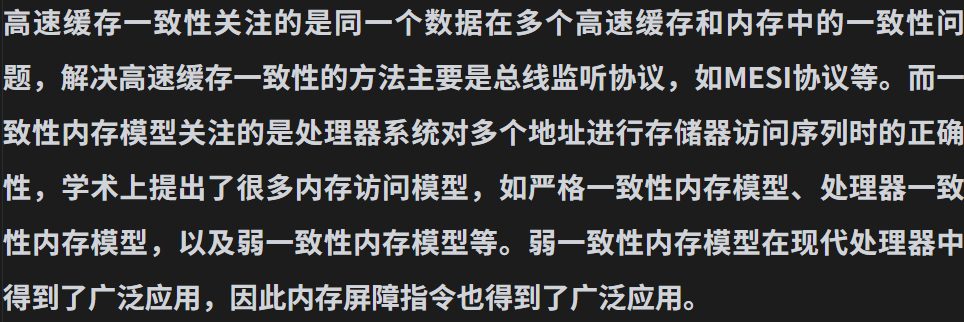 高速缓存一致性关注的是同一个数据在多个高速缓存和内存中的一致性问
题，解决高速缓存一致性的方法主要是总线监听协议，如MESI协议等。而一
致性内存模型关注的是处理器系统对多个地址进行存储器访问序列时的正确
性，学术上提出了很多内存访问模型，如严格一致性内存模型、处理器一致
性内存模型，以及弱一致性内存模型等。弱一致性内存模型在现代处理器中
得到了广泛应用，因此内存屏障指令也得到了广泛应用。